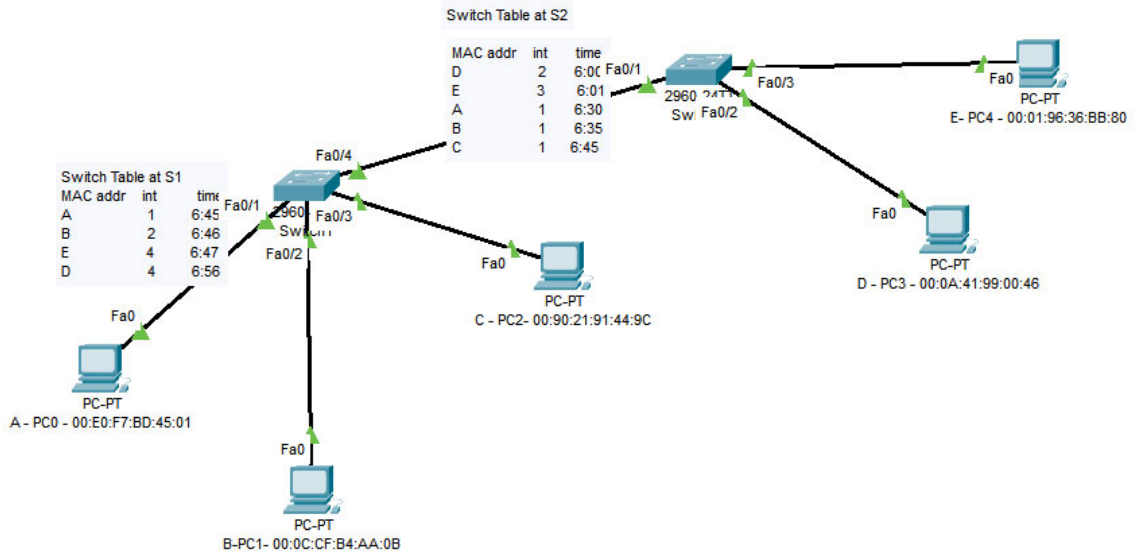 Switch Table at S2
MAC addr int time
D 2 6:00
E 3 6:01
A 1 6:30
B 1 6:35
C 1 6:45
Fa0/1
Fa0/3
Fa0/2
2960
Fa0
PC-PT
E- PC4 - 00:01:96:36:BB:80
Fa0
PC-PT
D - PC3 - 00:0A:41:99:00:46
Switch Table at S1
MAC addr int time
A 1 6:45
B 2 6:46
E 4 6:47
D 4 6:56
Fa0/4
Fa0/1
Fa0/3
2960
Fa0/2
Fa0
PC-PT
C - PC2- 00:90:21:91:44:9C
Fa0
PC-PT
A - PC0 - 00:E0:F7:BD:45:01
Fa0
PC-PT
B-PC1- 00:0C:CF:B4:AA:0B